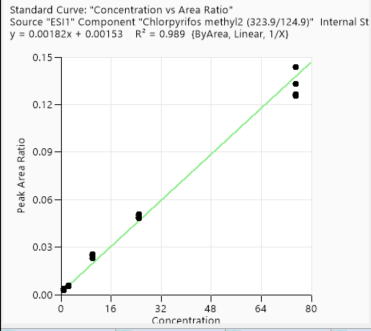 Standard Curve: "Concentration vs Area Ratio"
Source "ESI1" Component "Chlorpyrifos methyl2 (323.9/124.9)" Internal St
y = 0.00182x + 0.00153 R² = 0.989 (ByArea, Linear, 1/X)
0.15
0.12
0.09
0.06
0.03
0.00
Peak Area Ratio
0 16 32 48 64 80
Concentration